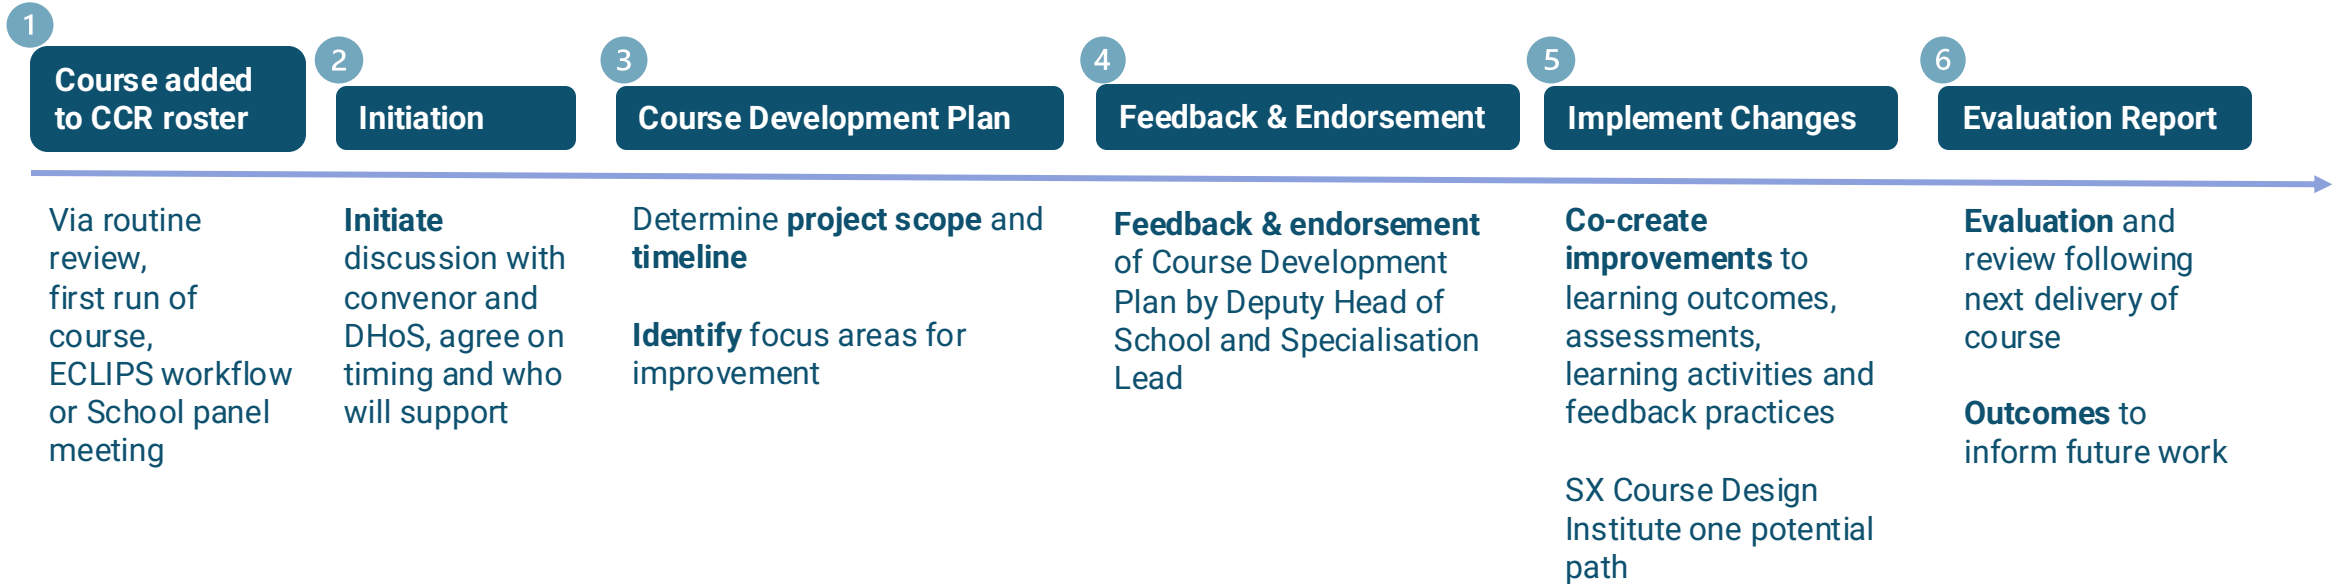 1
Course added
to CCR roster
2
Initiation
3
Course Development Plan
4
Feedback & Endorsement
5
Implement Changes
6
Evaluation Report
Via routine
review,
first run of
course,
ECLIPS workflow
or School panel
meeting
Initiate
discussion with
convenor and
DHoS, agree on
timing and who
will support
Determine project scope and
timeline
Identify focus areas for
improvement
Feedback & endorsement
of Course Development
Plan by Deputy Head of
School and Specialisation
Lead
Co-create
improvements to
learning outcomes,
assessments,
learning activities and
feedback practices
SX Course Design
Institute one potential
path
Evaluation and
review following
next delivery of
course
Outcomes to
inform future work